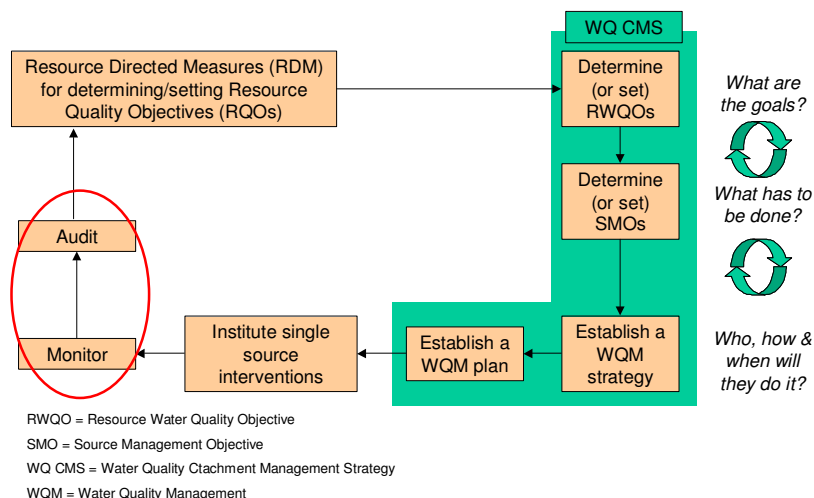 WQ CMS
Resource Directed Measures (RDM)
for determining/setting Resource
Quality Objectives (RQOs)
Determine
(or set)
RWQOs
What are
the goals?
Determine
(or set)
SMOs
What has to
be done?
Audit
Monitor
Institute single
source
interventions
Establish a
WQM plan
Establish a
WQM
strategy
Who, how &
when will
they do it?
RWQO = Resource Water Quality Objective
SMO = Source Management Objective
WQ CMS = Water Quality Ctachment Management Strategy
WQM = Water Quality Management